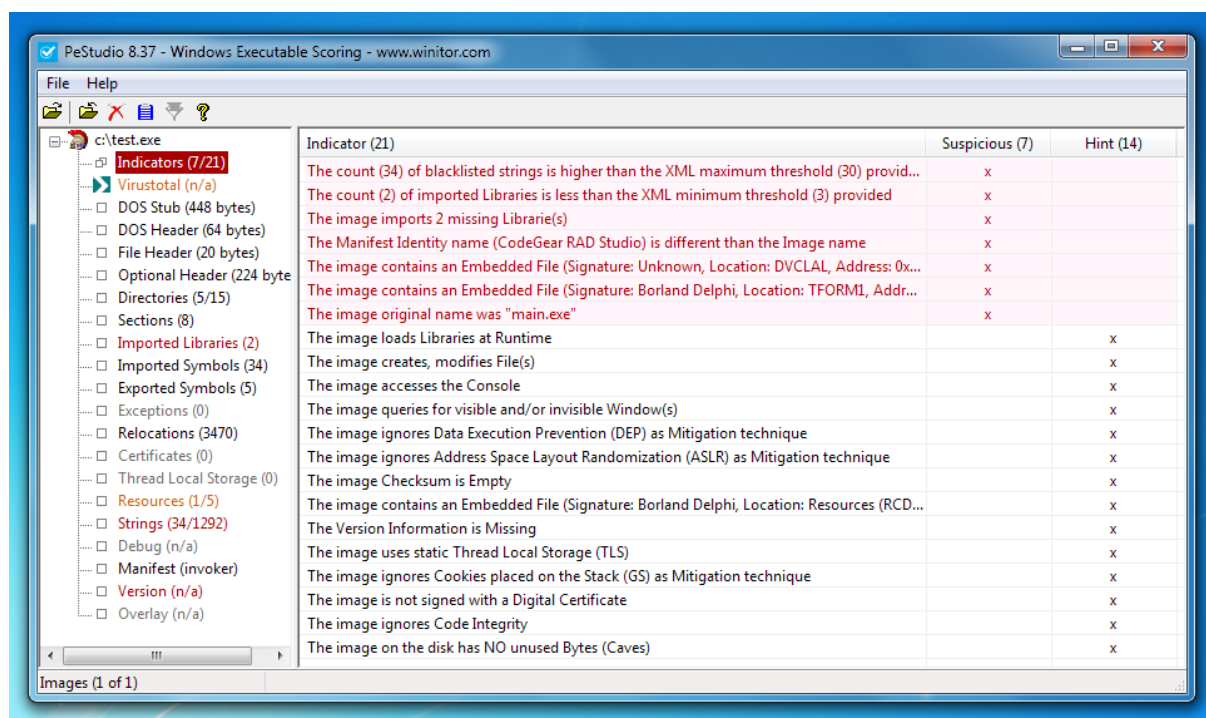 PeStudio 8.37 - Windows Executable Scoring - www.winitor.com
File Help
c:\test.exe
Indicators (7/21)
Virustotal (n/a)
DOS Stub (448 bytes)
DOS Header (64 bytes)
File Header (20 bytes)
Optional Header (224 byte
Directories (5/15)
Sections (8)
Imported Libraries (2)
Imported Symbols (34)
Exported Symbols (5)
Exceptions (0)
Relocations (3470)
Certificates (0)
Thread Local Storage (0)
Resources (1/5)
Strings (34/1292)
Debug (n/a)
Manifest (invoker)
Version (n/a)
Overlay (n/a)
Indicator (21) Suspicious (7) Hint (14)
The count (34) of blacklisted strings is higher than the XML maximum threshold (30) provid... x
The count (2) of imported Libraries is less than the XML minimum threshold (3) provided x
The image imports 2 missing Librarie(s) x
The Manifest Identity name (CodeGear RAD Studio) is different than the Image name x
The image contains an Embedded File (Signature: Unknown, Location: DVCLAL, Address: 0x... x
The image contains an Embedded File (Signature: Borland Delphi, Location: TFORM1, Addr... x
The image original name was "main.exe" x
The image loads Libraries at Runtime x
The image creates, modifies File(s) x
The image accesses the Console x
The image queries for visible and/or invisible Window(s) x
The image ignores Data Execution Prevention (DEP) as Mitigation technique x
The image ignores Address Space Layout Randomization (ASLR) as Mitigation technique x
The image Checksum is Empty x
The image contains an Embedded File (Signature: Borland Delphi, Location: Resources (RCD... x
The Version Information is Missing x
The image uses static Thread Local Storage (TLS) x
The image ignores Cookies placed on the Stack (GS) as Mitigation technique x
The image is not signed with a Digital Certificate x
The image ignores Code Integrity x
The image on the disk has NO unused Bytes (Caves) x
Images (1 of 1)